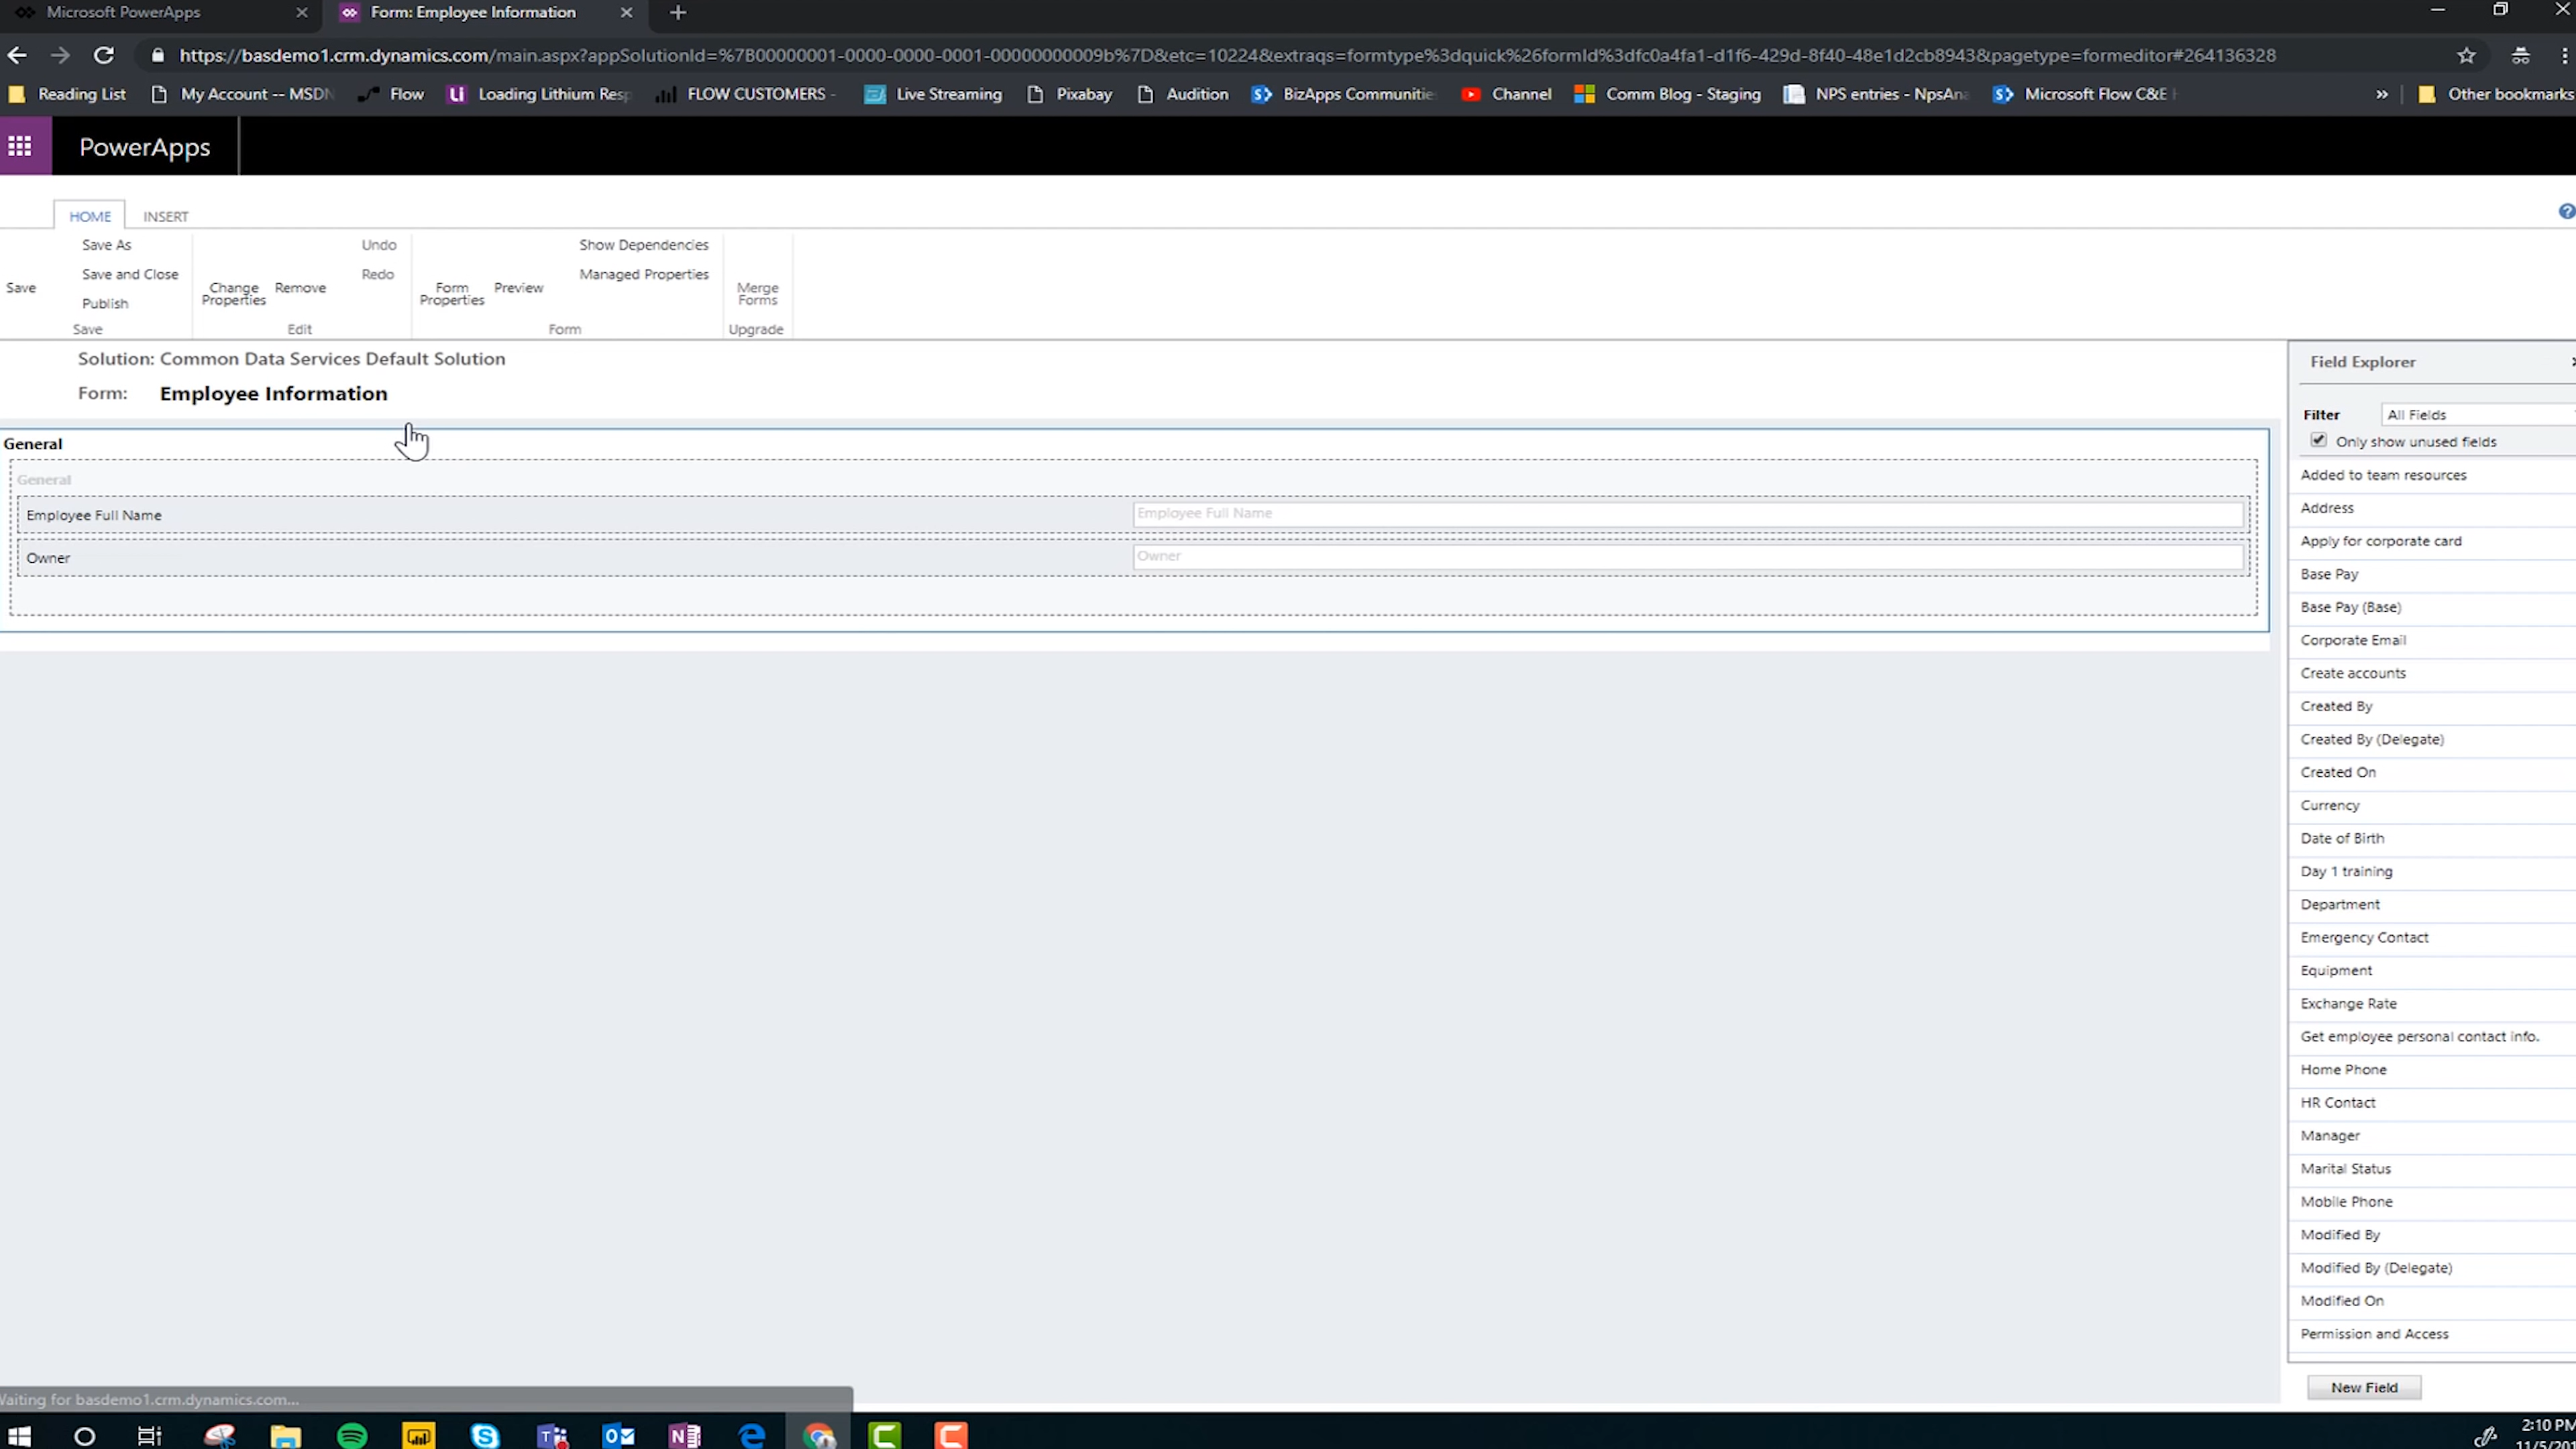 Microsoft PowerApps
Form: Employee Information
https://basdemo1.crm.dynamics.com/main.aspx?appSolutionId=%7B00000001-0000-0000-0001-00000000009b%7D&etc=10224&extraqs=formtype%3dquick%26formId%3dfc0a4fa1-d1f6-429d-8f40-48e1d2cb8943&pagetype=formeditor#264136328
Reading List My Account -- MSDN Flow Loading Lithium Resp FLOW CUSTOMERS - Live Streaming Pixabay Audition BizApps Communitie Channel Comm Blog - Staging NPS entries - NpsAna Microsoft Flow C&E Other bookmarks
PowerApps
HOME INSERT
Save
Save As
Save and Close
Publish
Save
Change Properties
Remove
Undo
Redo
Edit
Form Properties
Preview
Show Dependencies
Managed Properties
Form
Merge Forms
Upgrade
Solution: Common Data Services Default Solution
Form: Employee Information
General
General
Employee Full Name Employee Full Name
Owner Owner
Field Explorer
Filter All Fields
Only show unused fields
Added to team resources
Address
Apply for corporate card
Base Pay
Base Pay (Base)
Corporate Email
Create accounts
Created By
Created By (Delegate)
Created On
Currency
Date of Birth
Day 1 training
Department
Emergency Contact
Equipment
Exchange Rate
Get employee personal contact info.
Home Phone
HR Contact
Manager
Marital Status
Mobile Phone
Modified By
Modified By (Delegate)
Modified On
Permission and Access
New Field
Waiting for basdemo1.crm.dynamics.com...
2:10 PM
11/5/201